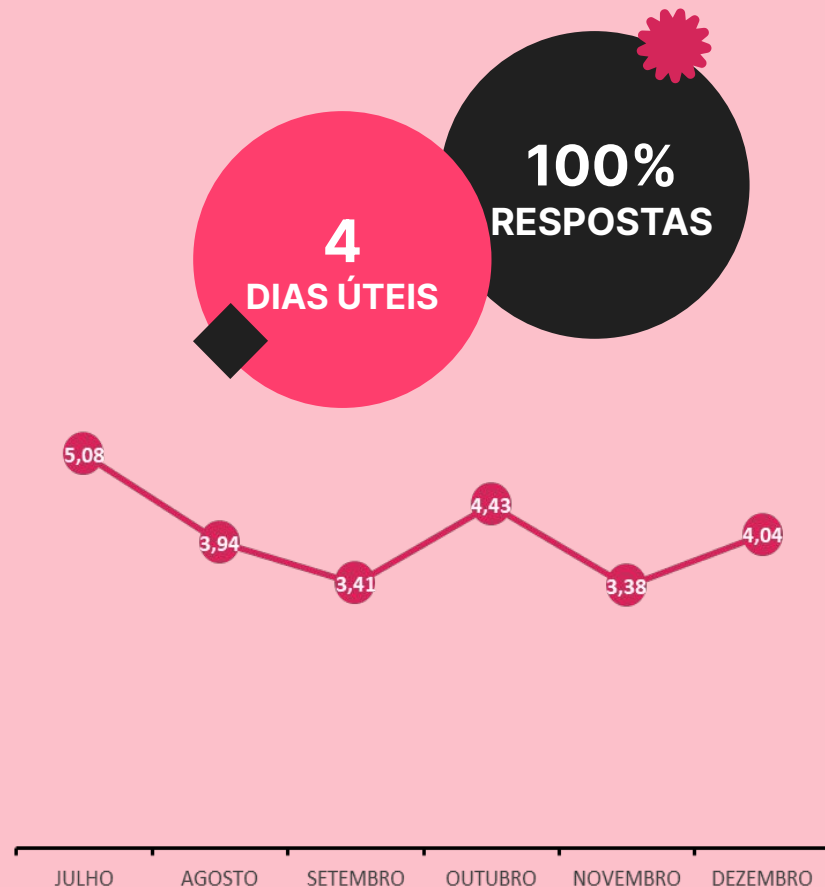 100%
RESPOSTAS
4
DIAS ÚTEIS
5,08
3,94
3,41
4,43
3,38
4,04
JULHO AGOSTO SETEMBRO OUTUBRO NOVEMBRO DEZEMBRO